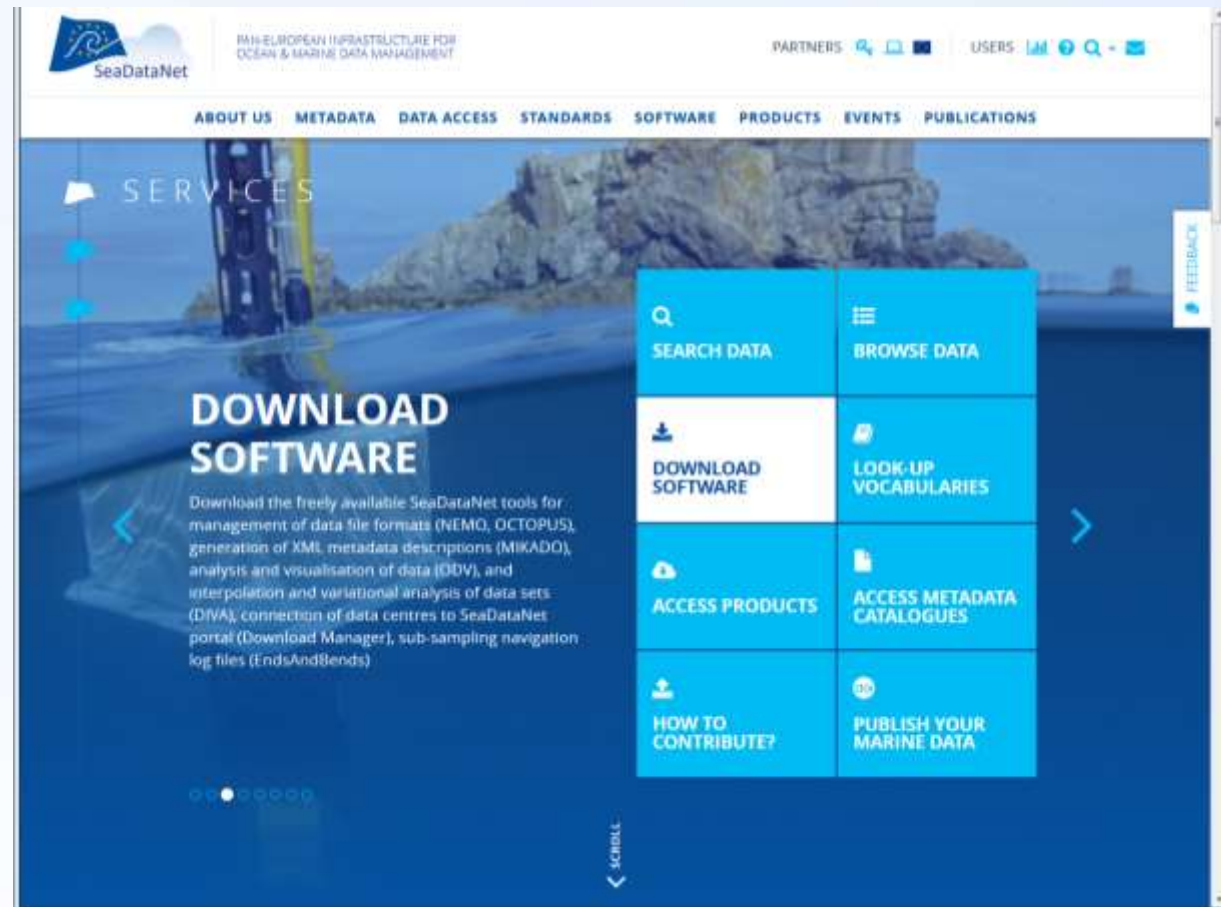 SeaDataNet
PAN-EUROPEAN INFRASTRUCTURE FOR
OCEAN & MARINE DATA MANAGEMENT
PARTNERS
USERS
ABOUT US METADATA DATA ACCESS STANDARDS SOFTWARE PRODUCTS EVENTS PUBLICATIONS
SERVICES
FEEDBACK
SEARCH DATA
BROWSE DATA
DOWNLOAD
SOFTWARE
Download the freely available SeaDataNet tools for
management of data file formats (NEMO, OCTOPUS),
generation of XML metadata descriptions (MIKADO),
analysis and visualisation of data (ODV), and
interpolation and variational analysis of data sets
(DIVA), connection of data centres to SeaDataNet
portal (Download Manager), sub-sampling navigation
log files (EndsAndBends)
DOWNLOAD
SOFTWARE
LOOK-UP
VOCABULARIES
ACCESS PRODUCTS
ACCESS METADATA
CATALOGUES
HOW TO
CONTRIBUTE?
PUBLISH YOUR
MARINE DATA
SCROLL